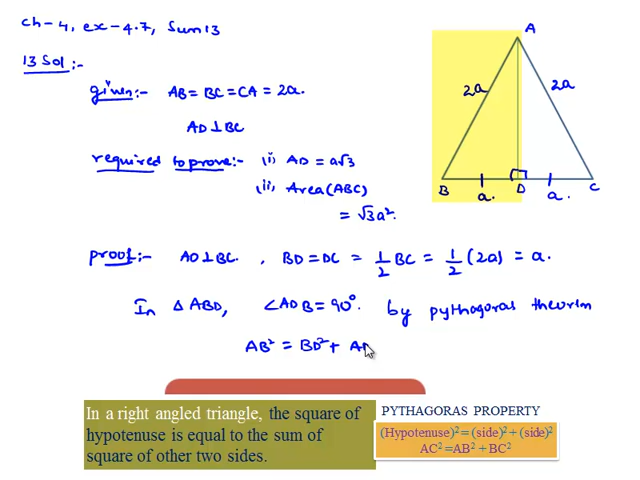 ch-4, ex-4.7, Sum 13
13 Sol:-
given:- AB = BC = CA = 2a.
AD ⊥ BC
required to prove:- (i) AD = a√3
(ii) Area(ABC)
= √3a².
A
2a
2a
B
a.
D
a.
C
proof:- AD ⊥ BC. , BD = DC = 1/2 BC = 1/2 (2a) = a.
In △ ABD, ∠ADB = 90°. by pythagoras theorim
AB² = BD² + AD
In a right angled triangle, the square of
hypotenuse is equal to the sum of
square of other two sides.
PYTHAGORAS PROPERTY
(Hypotenuse)² = (side)² + (side)²
AC² = AB² + BC²